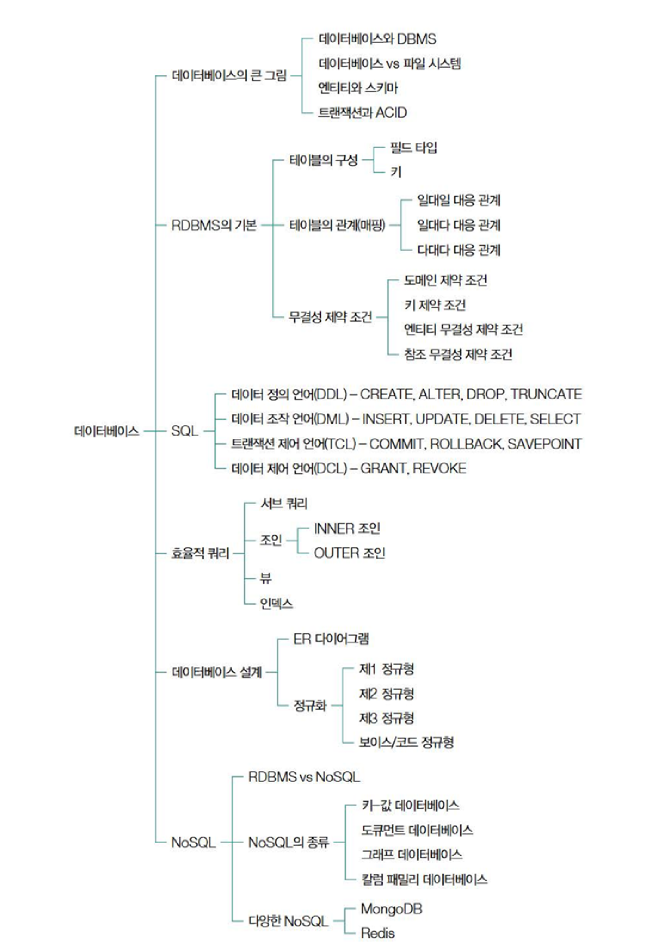 데이터베이스와 DBMS
데이터베이스의 큰 그림
데이터베이스 vs 파일 시스템
엔티티와 스키마
트랜잭션과 ACID
필드 타입
테이블의 구성
키
일대일 대응 관계
RDBMS의 기본
테이블의 관계(매핑)
일대다 대응 관계
다대다 대응 관계
도메인 제약 조건
키 제약 조건
무결성 제약 조건
엔티티 무결성 제약 조건
참조 무결성 제약 조건
데이터 정의 언어(DDL) – CREATE, ALTER, DROP, TRUNCATE
데이터 조작 언어(DML) – INSERT, UPDATE, DELETE, SELECT
데이터베이스
SQL
트랜잭션 제어 언어(TCL) – COMMIT, ROLLBACK, SAVEPOINT
데이터 제어 언어(DCL) – GRANT, REVOKE
서브 쿼리
INNER 조인
조인
효율적 쿼리
OUTER 조인
뷰
인덱스
ER 다이어그램
데이터베이스 설계
제1 정규형
제2 정규형
정규화
제3 정규형
보이스/코드 정규형
RDBMS vs NoSQL
키–값 데이터베이스
도큐먼트 데이터베이스
NoSQL
NoSQL의 종류
그래프 데이터베이스
칼럼 패밀리 데이터베이스
MongoDB
다양한 NoSQL
Redis